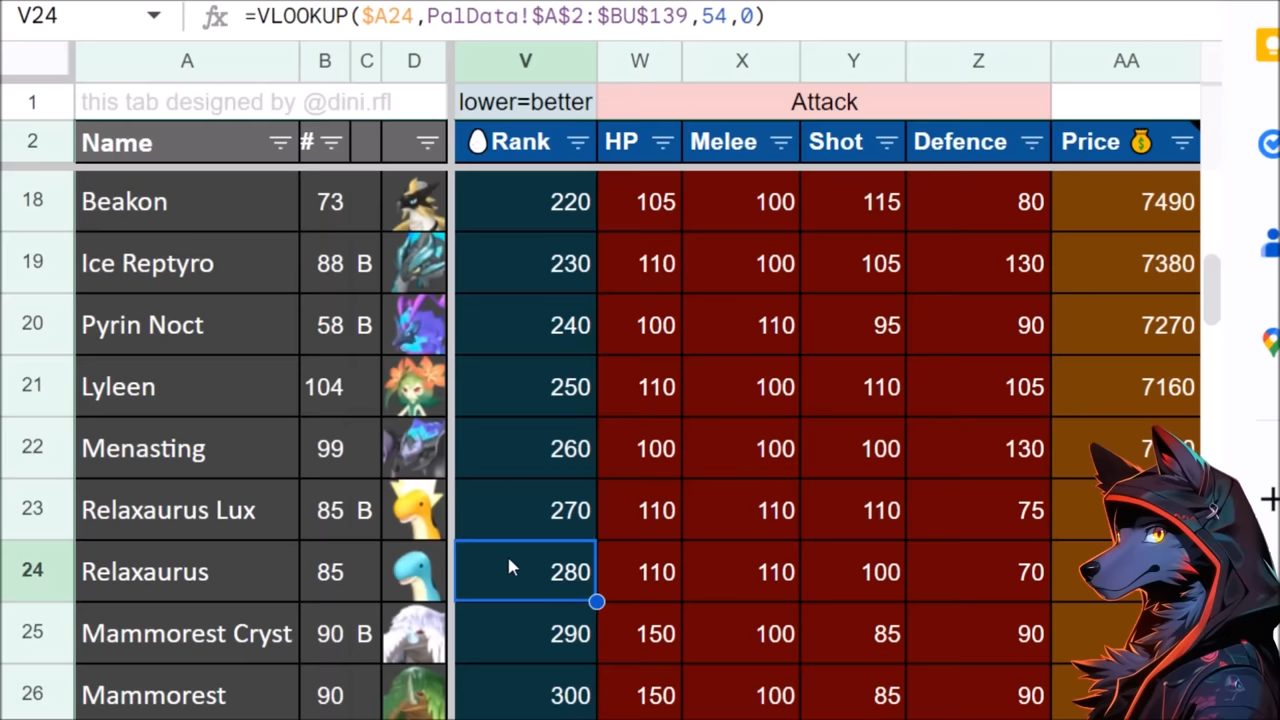 V24 fx =VLOOKUP($A24,PalData!$A$2:$BU$139,54,0)
A B C D V W X Y Z AA
1 this tab designed by @dini.rfl lower=better Attack
2 Name # Rank HP Melee Shot Defence Price
18 Beakon 73 220 105 100 115 80 7490
19 Ice Reptyro 88 B 230 110 100 105 130 7380
20 Pyrin Noct 58 B 240 100 110 95 90 7270
21 Lyleen 104 250 110 100 110 105 7160
22 Menasting 99 260 100 100 100 130
23 Relaxaurus Lux 85 B 270 110 110 110 75
24 Relaxaurus 85 280 110 110 100 70
25 Mammorest Cryst 90 B 290 150 100 85 90
26 Mammorest 90 300 150 100 85 90